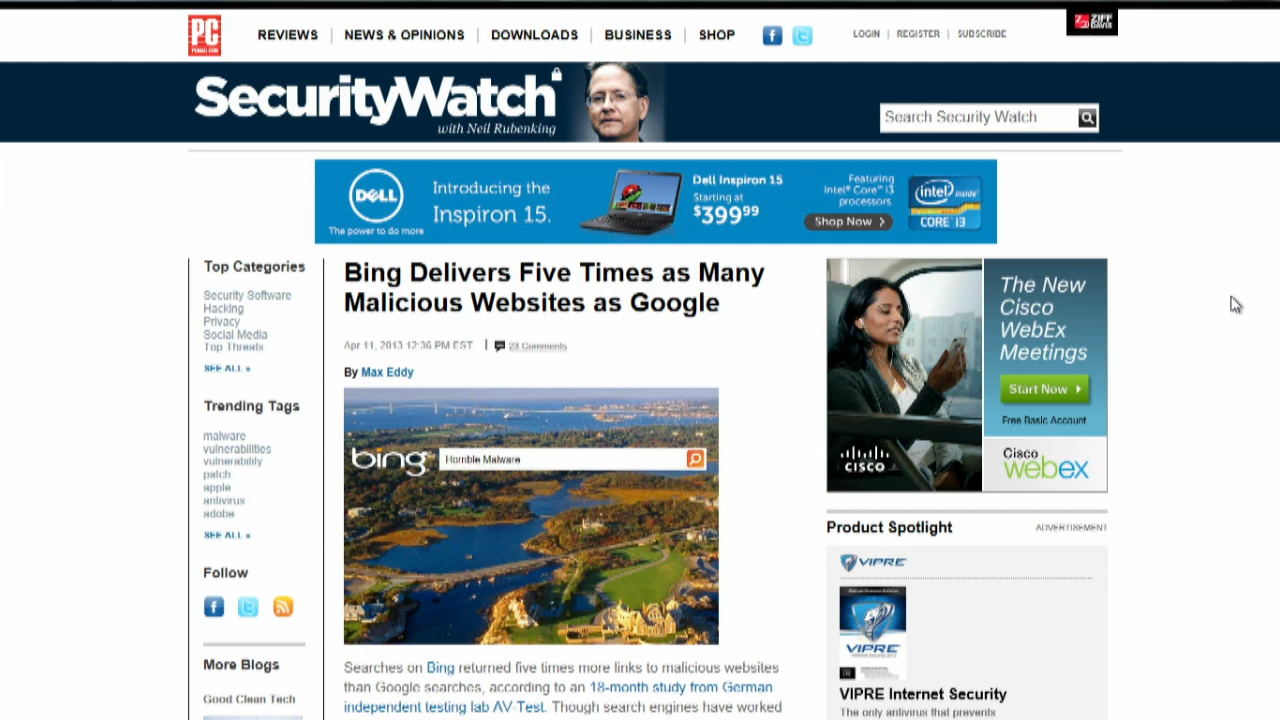 PC
REVIEWS
NEWS & OPINIONS
DOWNLOADS
BUSINESS
SHOP
LOGIN | REGISTER | SUBSCRIBE
ZIFF DAVIS
SecurityWatch
with Neil Rubenking
Search Security Watch
DELL
The power to do more
Introducing the
Inspiron 15.
Dell Inspiron 15
Starting at
$399.99
Featuring
Intel® Core™ i3
processors.
Shop Now
intel inside
CORE i3
Top Categories
Security Software
Hacking
Privacy
Social Media
Top Threats
SEE ALL »
Trending Tags
malware
vulnerabilities
vulnerability
patch
apple
antivirus
adobe
SEE ALL »
Follow
More Blogs
Good Clean Tech
Bing Delivers Five Times as Many
Malicious Websites as Google
Apr 11, 2013 12:36 PM EST | 23 Comments
By Max Eddy
bing
Horrible Malware
Searches on Bing returned five times more links to malicious websites
than Google searches, according to an 18-month study from German
independent testing lab AV-Test. Though search engines have worked
The New
Cisco
WebEx
Meetings
Start Now
Free Basic Account
CISCO
Cisco
webex
Product Spotlight
ADVERTISEMENT
VIPRE
VIPRE
VIPRE Internet Security
The only antivirus that prevents